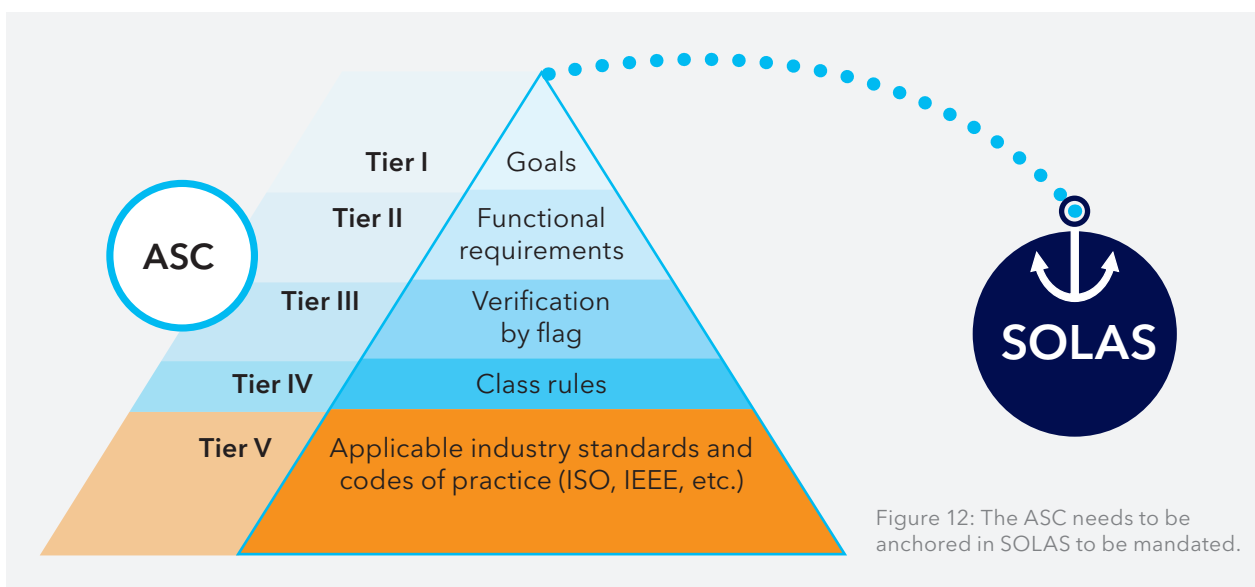 Tier I
Goals
Tier II
Functional
requirements
ASC
Tier III
Verification
by flag
SOLAS
Tier IV
Class rules
Tier V
Applicable industry standards and
codes of practice (ISO, IEEE, etc.)
Figure 12: The ASC needs to be
anchored in SOLAS to be mandated.